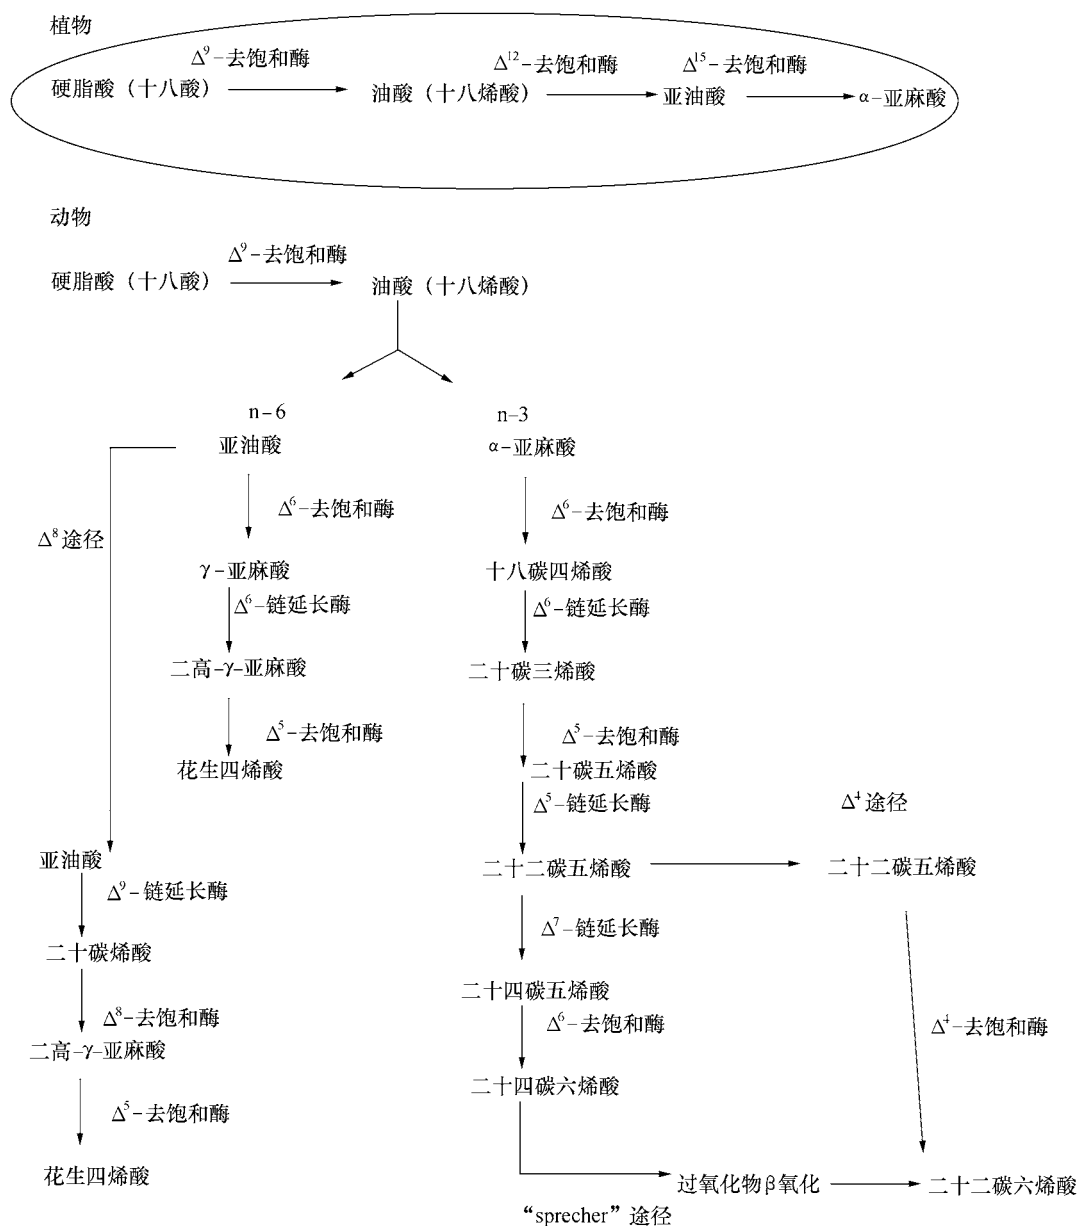 植物
Δ⁹-去饱和酶
Δ¹²-去饱和酶
Δ¹⁵-去饱和酶
硬脂酸（十八酸）
油酸（十八烯酸）
亚油酸
α-亚麻酸
动物
Δ⁹-去饱和酶
硬脂酸（十八酸）
油酸（十八烯酸）
n-6
n-3
亚油酸
α-亚麻酸
Δ⁶-去饱和酶
Δ⁶-去饱和酶
Δ⁸途径
γ-亚麻酸
十八碳四烯酸
Δ⁶-链延长酶
Δ⁶-链延长酶
二高-γ-亚麻酸
二十碳三烯酸
Δ⁵-去饱和酶
Δ⁵-去饱和酶
花生四烯酸
二十碳五烯酸
Δ⁵-链延长酶
Δ⁴途径
亚油酸
二十二碳五烯酸
二十二碳五烯酸
Δ⁹-链延长酶
Δ⁷-链延长酶
二十碳烯酸
二十四碳五烯酸
Δ⁸-去饱和酶
Δ⁶-去饱和酶
Δ⁴-去饱和酶
二高-γ-亚麻酸
二十四碳六烯酸
Δ⁵-去饱和酶
花生四烯酸
过氧化物β氧化
二十二碳六烯酸
“sprecher”途径